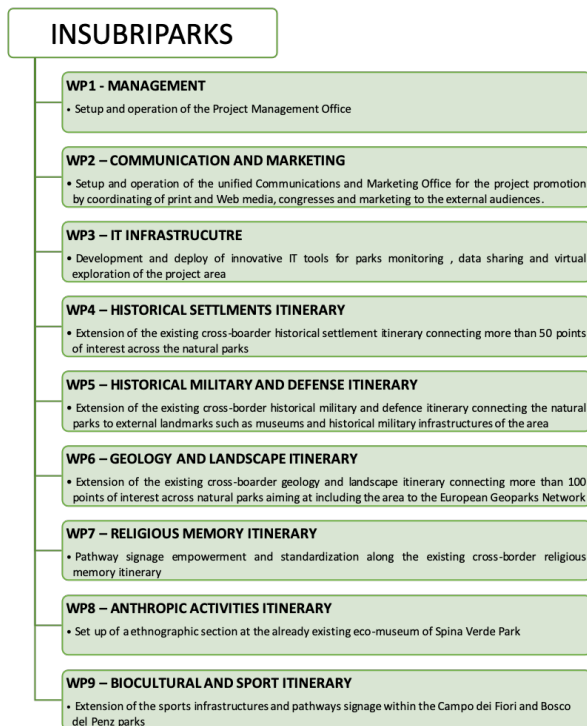 INSUBRIPARKS
WP1 - MANAGEMENT
• Setup and operation of the Project Management Office
WP2 – COMMUNICATION AND MARKETING
• Setup and operation of the unified Communications and Marketing Office for the project promotion
by coordinating of print and Web media, congresses and marketing to the external audiences.
WP3 – IT INFRASTRUCUTRE
• Development and deploy of innovative IT tools for parks monitoring , data sharing and virtual
exploration of the project area
WP4 – HISTORICAL SETTLMENTS ITINERARY
• Extension of the existing cross-boarder historical settlement itinerary connecting more than 50 points
of interest across the natural parks
WP5 – HISTORICAL MILITARY AND DEFENSE ITINERARY
• Extension of the existing cross-border historical military and defence itinerary connecting the natural
parks to external landmarks such as museums and historical military infrastructures of the area
WP6 – GEOLOGY AND LANDSCAPE ITINERARY
• Extension of the existing cross-boarder geology and landscape itinerary connecting more than 100
points of interest across natural parks aiming at including the area to the European Geoparks Network
WP7 – RELIGIOUS MEMORY ITINERARY
• Pathway signage empowerment and standardization along the existing cross-border religious
memory itinerary
WP8 – ANTHROPIC ACTIVITIES ITINERARY
• Set up of a ethnographic section at the already existing eco-museum of Spina Verde Park
WP9 – BIOCULTURAL AND SPORT ITINERARY
• Extension of the sports infrastructures and pathways signage within the Campo dei Fiori and Bosco
del Penz parks